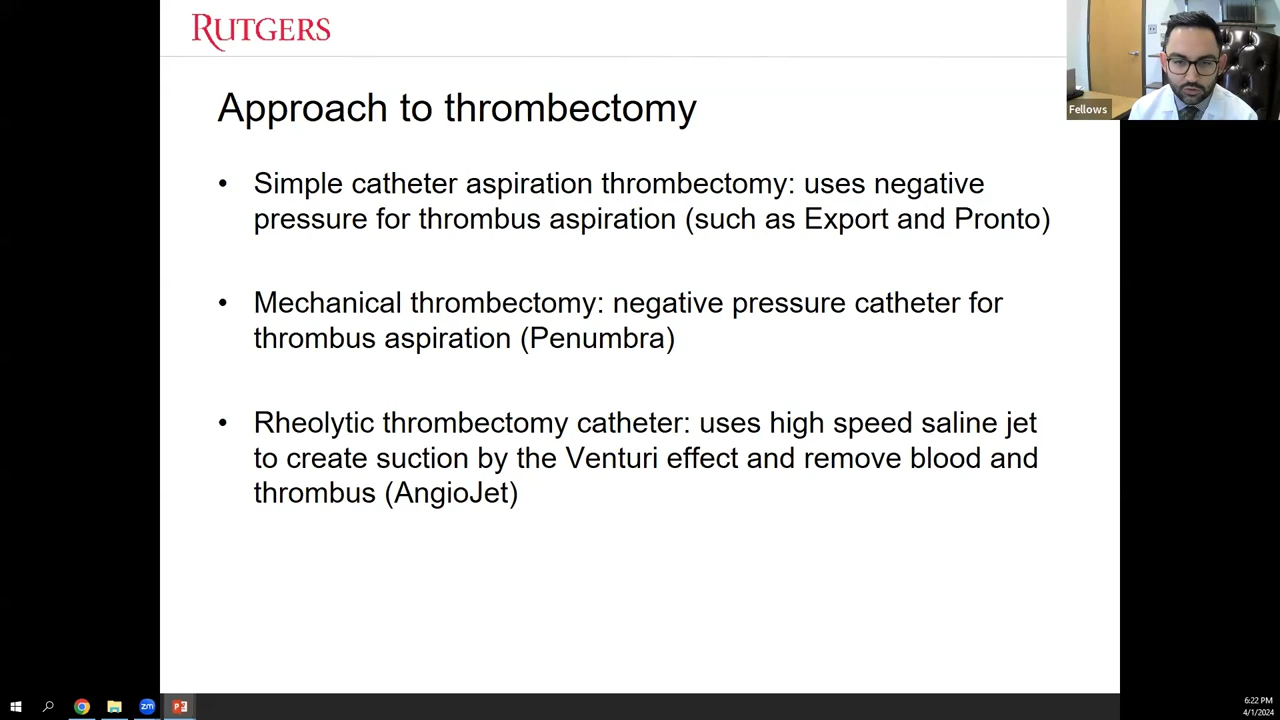 RUTGERS
Approach to thrombectomy
• Simple catheter aspiration thrombectomy: uses negative
pressure for thrombus aspiration (such as Export and Pronto)
• Mechanical thrombectomy: negative pressure catheter for
thrombus aspiration (Penumbra)
• Rheolytic thrombectomy catheter: uses high speed saline jet
to create suction by the Venturi effect and remove blood and
thrombus (AngioJet)
Fellows
zm
P
6:22 PM
4/1/2024